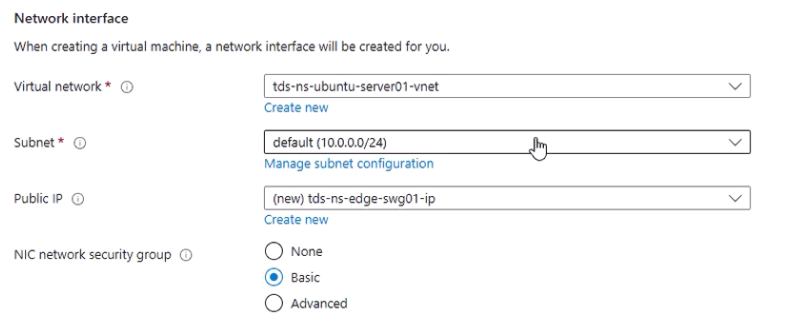 Network interface
When creating a virtual machine, a network interface will be created for you.
Virtual network *
tds-ns-ubuntu-server01-vnet
Create new
Subnet *
default (10.0.0.0/24)
Manage subnet configuration
Public IP
(new) tds-ns-edge-swg01-ip
Create new
NIC network security group
None
Basic
Advanced